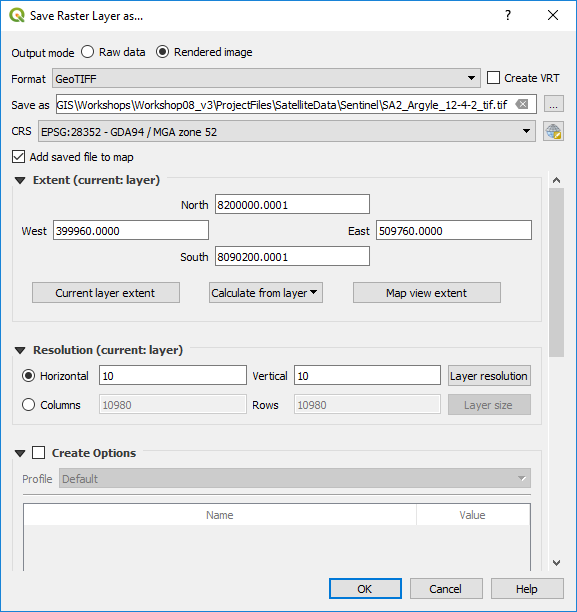 Save Raster Layer as...
Output mode Raw data Rendered image
Format GeoTIFF Create VRT
Save as GIS\Workshops\Workshop08_v3\ProjectFiles\SatelliteData\Sentinel\SA2_Argyle_12-4-2_tif.tif ...
CRS EPSG:28352 - GDA94 / MGA zone 52
Add saved file to map
Extent (current: layer)
North 8200000.0001
West 399960.0000 East 509760.0000
South 8090200.0001
Current layer extent Calculate from layer Map view extent
Resolution (current: layer)
Horizontal 10 Vertical 10 Layer resolution
Columns 10980 Rows 10980 Layer size
Create Options
Profile Default
Name Value
OK Cancel Help